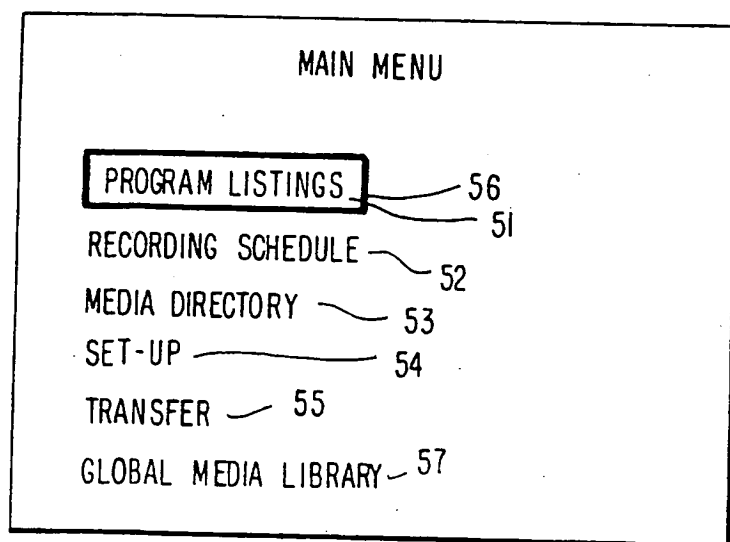 MAIN MENU
PROGRAM LISTINGS 56
51
RECORDING SCHEDULE 52
MEDIA DIRECTORY 53
SET-UP 54
TRANSFER 55
GLOBAL MEDIA LIBRARY 57